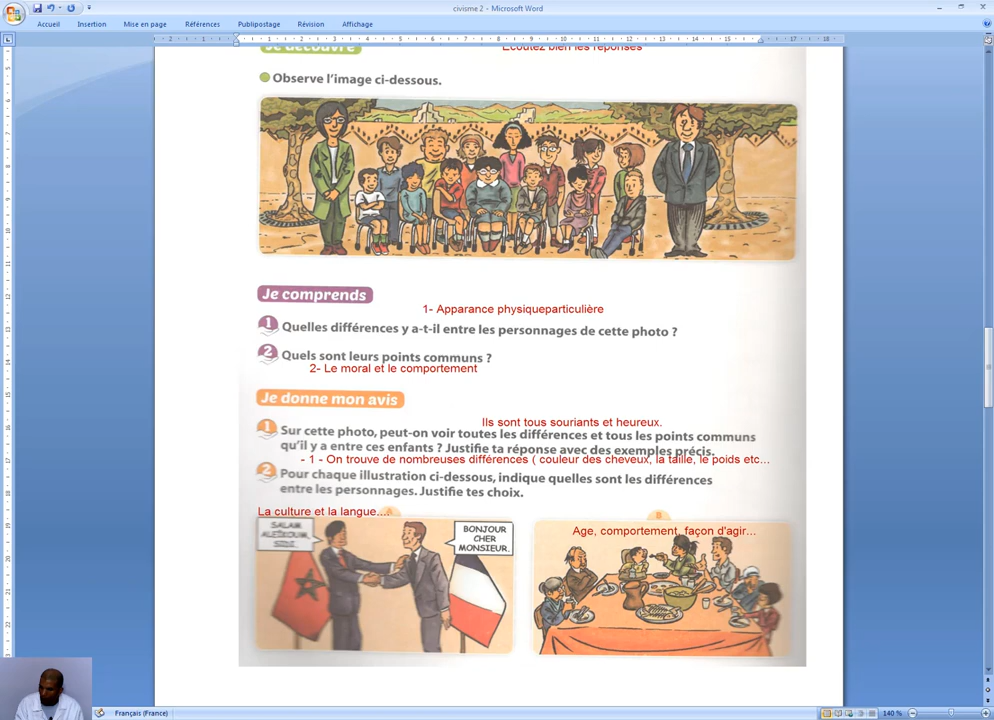 civisme 2 - Microsoft Word
Accueil Insertion Mise en page Références Publipostage Révision Affichage
Je découvre
Ecoutez bien les réponses
Observe l'image ci-dessous.
Je comprends
1- Apparance physiqueparticulière
1 Quelles différences y a-t-il entre les personnages de cette photo ?
2 Quels sont leurs points communs ?
2- Le moral et le comportement
Je donne mon avis
Ils sont tous souriants et heureux.
1 Sur cette photo, peut-on voir toutes les différences et tous les points communs
qu'il y a entre ces enfants ? Justifie ta réponse avec des exemples précis.
- 1 - On trouve de nombreuses différences ( couleur des cheveux, la taille, le poids etc...
2 Pour chaque illustration ci-dessous, indique quelles sont les différences
entre les personnages. Justifie tes choix.
La culture et la langue....
A
B
SALAM
ALEÏKOUM,
SIDI.
BONJOUR
CHER
MONSIEUR.
Age, comportement, façon d'agir...
Français (France)
140 %